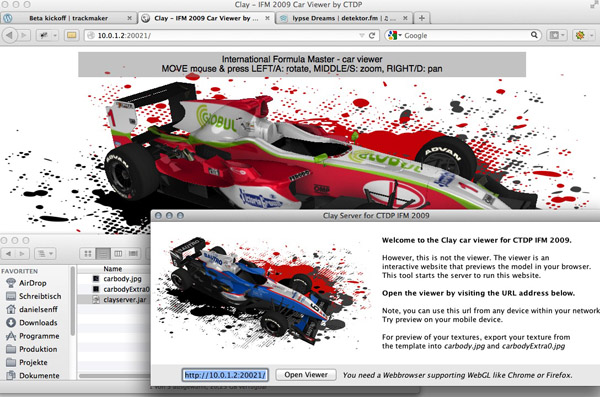 Clay – IFM 2009 Car Viewer by CTDP
Beta kickoff | trackmaker
Clay – IFM 2009 Car Viewer by C...
lypse Dreams | detektor.fm | ♫ ...
10.0.1.2:20021/
Google
International Formula Master - car viewer
MOVE mouse & press LEFT/A: rotate, MIDDLE/S: zoom, RIGHT/D: pan
GLOBUL
GLOBUL
ADVAN
ADVAN
1
OMP
Clay Server for CTDP IFM 2009
FAVORITEN
AirDrop
Schreibtisch
danielsenff
Downloads
Programme
Produktion
Projekte
Dokumente
Name
carbody.jpg
carbodyExtra0.jpg
clayserver.jar
Welcome to the Clay car viewer for CTDP IFM 2009.
However, this is not the viewer. The viewer is an
interactive website that previews the model in your browser.
This tool starts the server to run this website.
Open the viewer by visiting the URL address below.
Note, you can use this url from any device within your network
Try preview on your mobile device.
For preview of your textures, export your texture from
the template into carbody.jpg and carbodyExtra0.jpg
http://10.0.1.2:20021/
Open Viewer
You need a Webbrowser supporting WebGL like Chrome or Firefox.